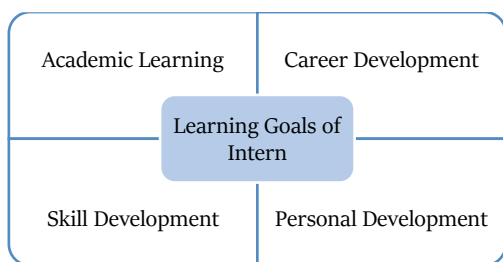 Academic Learning
Career Development
Learning Goals of
Intern
Skill Development
Personal Development